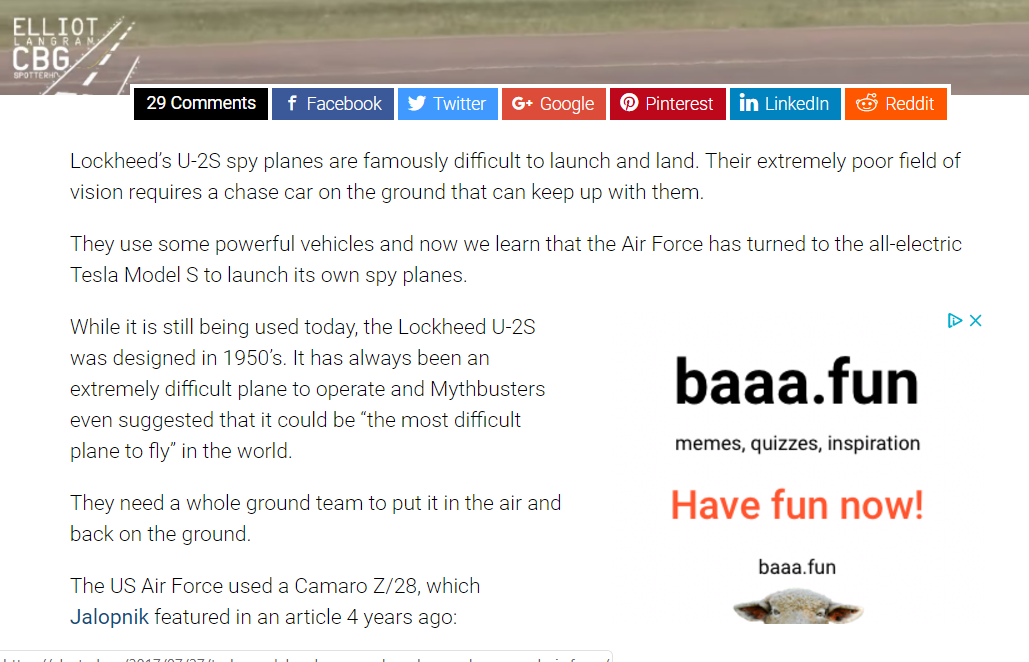 ELLIOT
LANGRAM
CBG
SPOTTERHN
29 Comments
Facebook
Twitter
G+ Google
Pinterest
in LinkedIn
Reddit
Lockheed’s U-2S spy planes are famously difficult to launch and land. Their extremely poor field of
vision requires a chase car on the ground that can keep up with them.
They use some powerful vehicles and now we learn that the Air Force has turned to the all-electric
Tesla Model S to launch its own spy planes.
While it is still being used today, the Lockheed U-2S
was designed in 1950’s. It has always been an
extremely difficult plane to operate and Mythbusters
even suggested that it could be “the most difficult
plane to fly” in the world.
They need a whole ground team to put it in the air and
back on the ground.
The US Air Force used a Camaro Z/28, which
Jalopnik featured in an article 4 years ago:
baaa.fun
memes, quizzes, inspiration
Have fun now!
baaa.fun